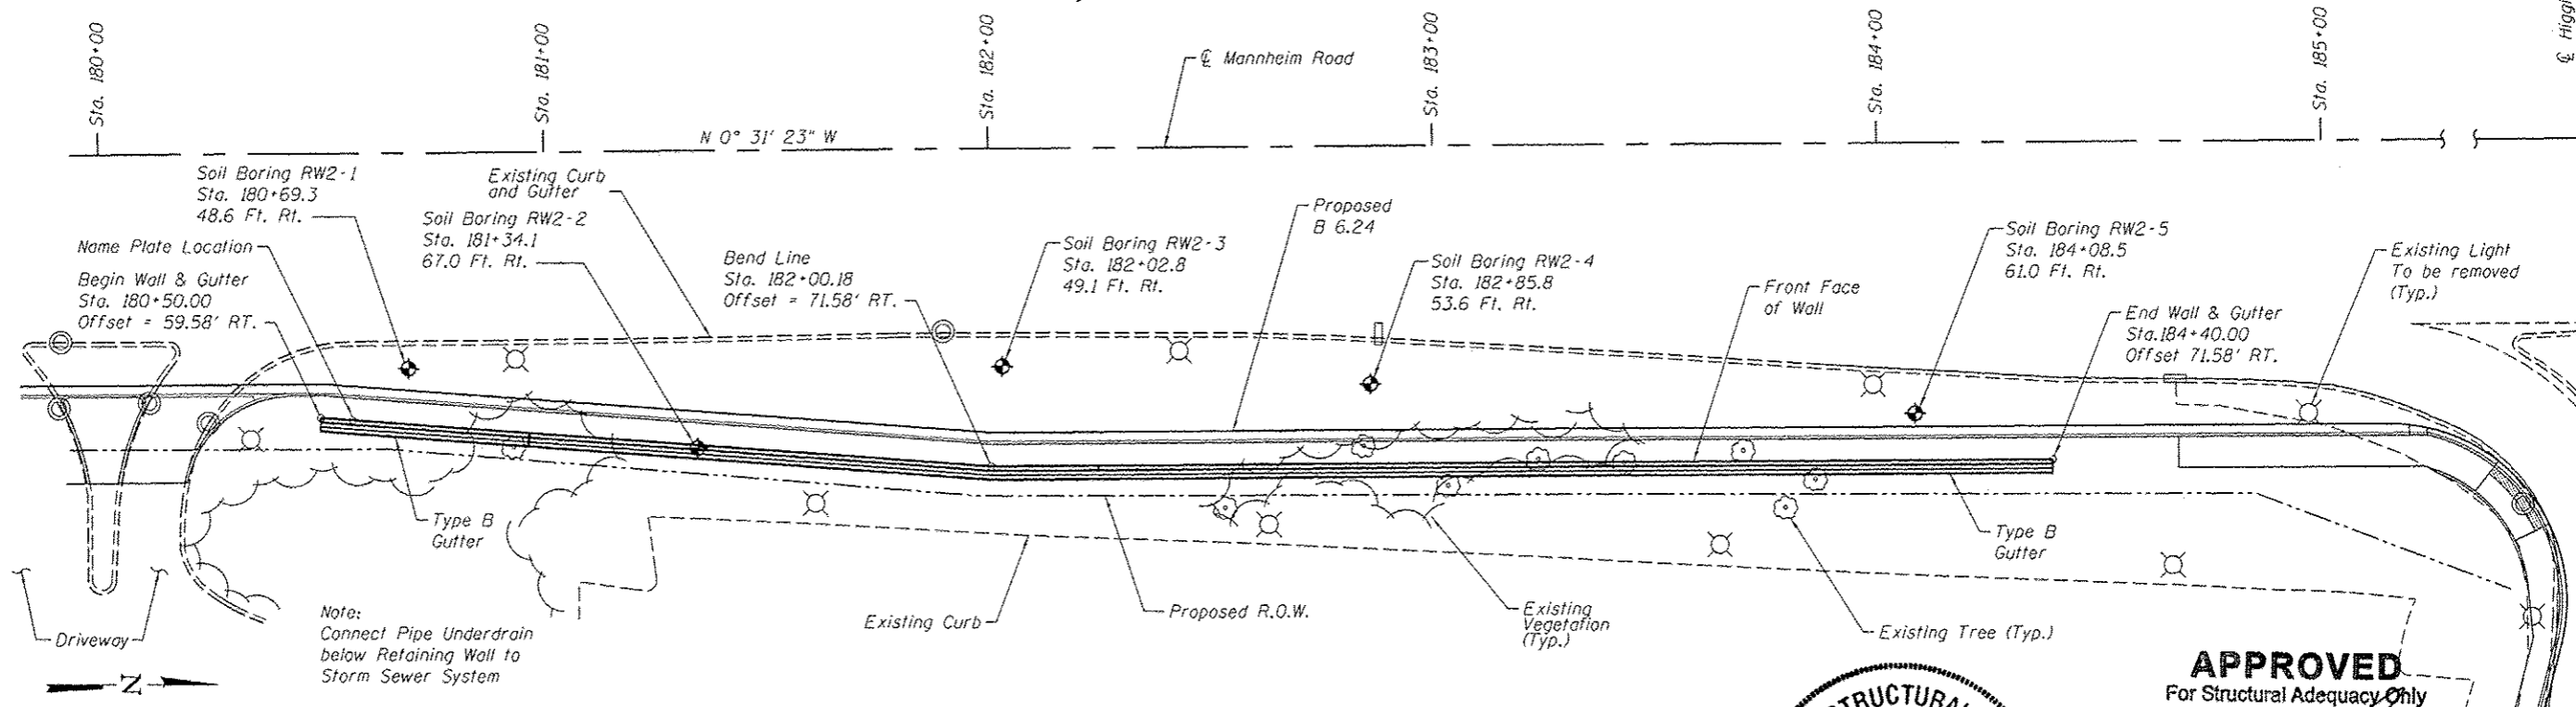 Sta. 180+00
Sta. 181+00
Sta. 182+00
Sta. 183+00
Sta. 184+00
Sta. 185+00
℄ Mannheim Road
N 0° 31' 23" W
Soil Boring RW2-1
Sta. 180+69.3
48.6 Ft. Rt.
Existing Curb
and Gutter
Soil Boring RW2-2
Sta. 181+34.1
67.0 Ft. Rt.
Name Plate Location
Begin Wall & Gutter
Sta. 180+50.00
Offset = 59.58' RT.
Bend Line
Sta. 182+00.18
Offset = 71.58' RT.
Soil Boring RW2-3
Sta. 182+02.8
49.1 Ft. Rt.
Proposed
B 6.24
Soil Boring RW2-4
Sta. 182+85.8
53.6 Ft. Rt.
Front Face
of Wall
Soil Boring RW2-5
Sta. 184+08.5
61.0 Ft. Rt.
Existing Light
To be removed
(Typ.)
End Wall & Gutter
Sta.184+40.00
Offset 71.58' RT.
Type B
Gutter
Type B
Gutter
Driveway
Note:
Connect Pipe Underdrain
below Retaining Wall to
Storm Sewer System
Existing Curb
Proposed R.O.W.
Existing
Vegetation
(Typ.)
Existing Tree (Typ.)
Z
APPROVED
For Structural Adequacy Only